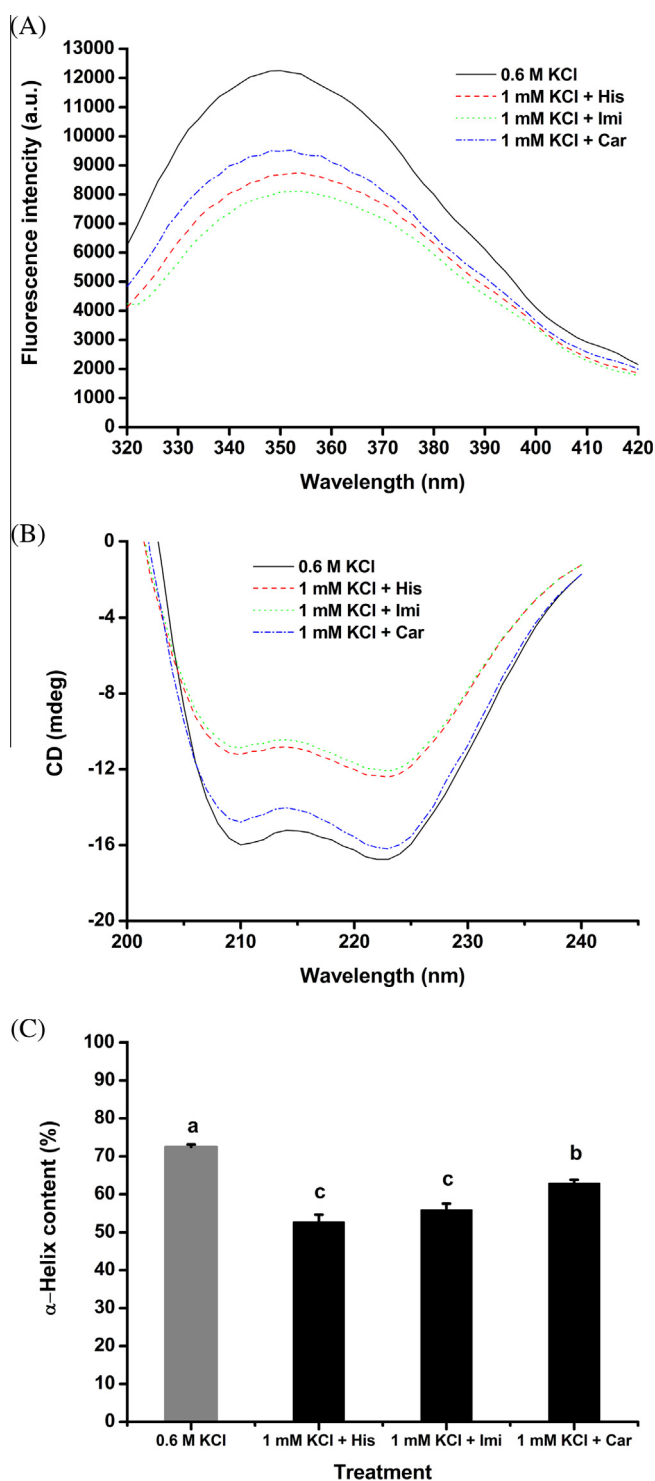 (A)
13000
12000
11000
10000
9000
8000
7000
6000
5000
4000
3000
2000
1000
0
Fluorescence intencity (a.u.)
0.6 M KCl
1 mM KCl + His
1 mM KCl + Imi
1 mM KCl + Car
320 330 340 350 360 370 380 390 400 410 420
Wavelength (nm)
(B)
0
-4
-8
-12
-16
-20
CD (mdeg)
0.6 M KCl
1 mM KCl + His
1 mM KCl + Imi
1 mM KCl + Car
200 210 220 230 240
Wavelength (nm)
(C)
100
90
80
70
60
50
40
30
20
10
0
α−Helix content (%)
a
c
c
b
0.6 M KCl 1 mM KCl + His 1 mM KCl + Imi 1 mM KCl + Car
Treatment